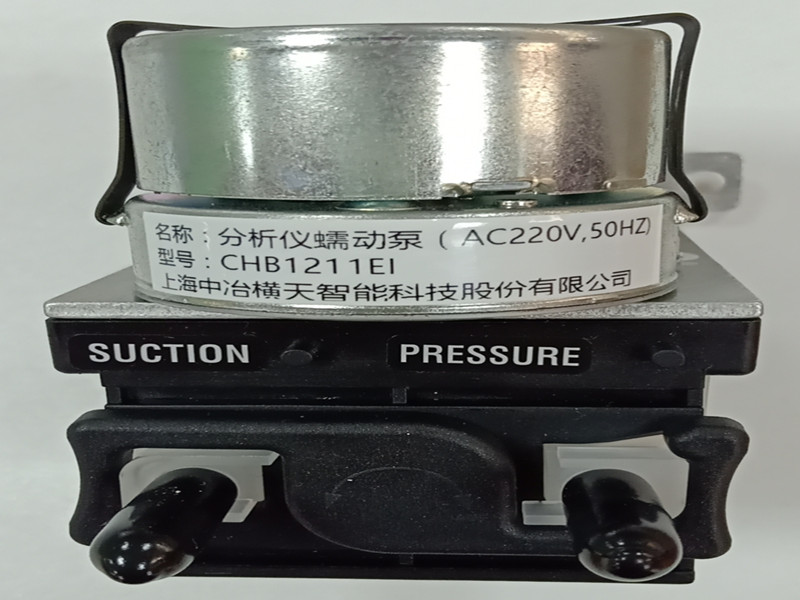 名称：分析仪蠕动泵（AC220V,50HZ)
型号：CHB1211EI
上海中冶横天智能科技股份有限公司
SUCTION PRESSURE